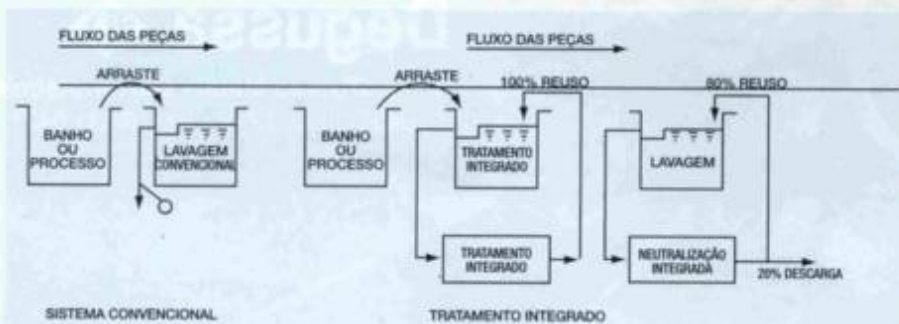 FLUXO DAS PEÇAS
ARRASTE
BANHO
OU
PROCESSO
LAVAGEM
CONVENCIONAL
SISTEMA CONVENCIONAL
FLUXO DAS PEÇAS
ARRASTE
100% REUSO
80% REUSO
BANHO
OU
PROCESSO
TRATAMENTO
INTEGRADO
LAVAGEM
TRATAMENTO
INTEGRADO
NEUTRALIZAÇÃO
INTEGRADA
20% DESCARGA
TRATAMENTO INTEGRADO